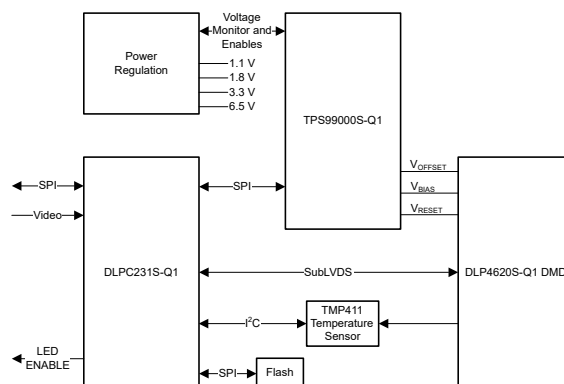 Voltage
Monitor and
Enables
Power
Regulation
1.1 V
1.8 V
3.3 V
6.5 V
TPS99000S-Q1
VOFFSET
VBIAS
VRESET
SPI
SPI
Video
DLPC231S-Q1
SubLVDS
DLP4620S-Q1 DMD
I²C
TMP411
Temperature
Sensor
LED
ENABLE
SPI
Flash